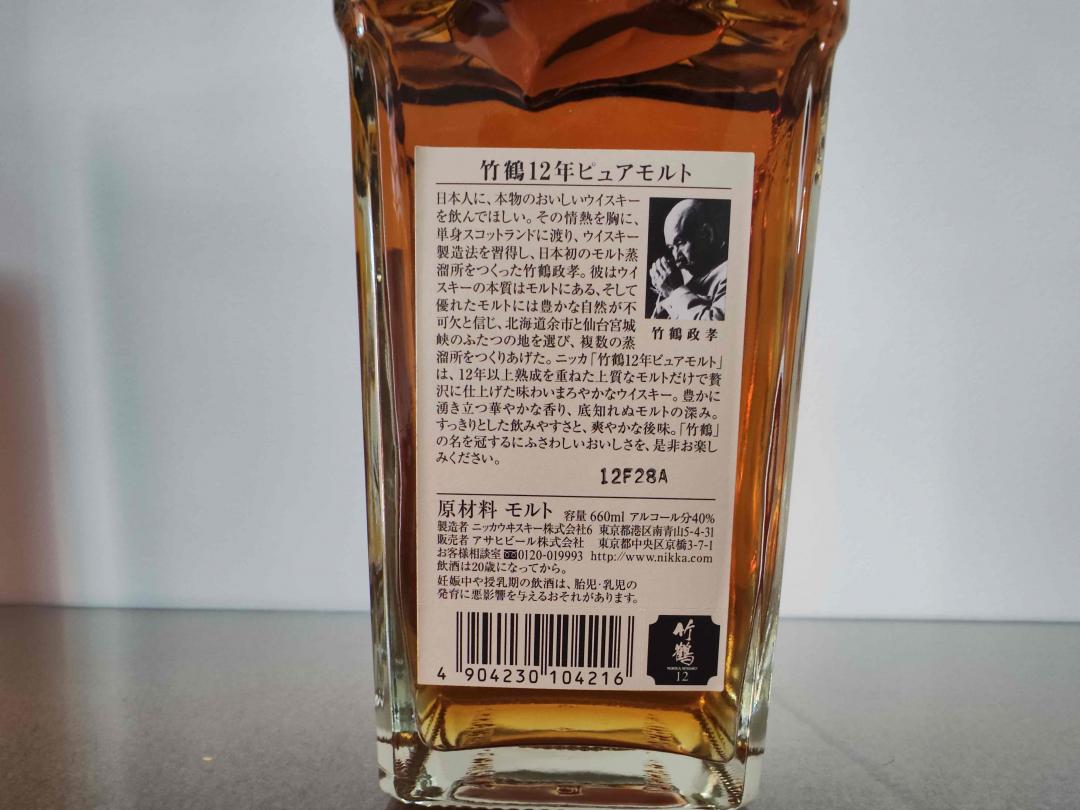 竹鶴12年ピュアモルト
日本人に、本物のおいしいウイスキー
を飲んでほしい。その情熱を胸に、
単身スコットランドに渡り、ウイスキー
製造法を習得し、日本初のモルト蒸
溜所をつくった竹鶴政孝。彼はウイ
スキーの本質はモルトにある、そして
優れたモルトには豊かな自然が不
可欠と信じ、北海道余市と仙台宮城
峡のふたつの地を選び、複数の蒸
溜所をつくりあげた。ニッカ「竹鶴12年ピュアモルト」
は、12年以上熟成を重ねた上質なモルトだけで贅
沢に仕上げた味わいまろやかなウイスキー。豊かに
湧き立つ華やかな香り、底知れぬモルトの深み。
すっきりとした飲みやすさと、爽やかな後味。「竹鶴」
の名を冠するにふさわしいおいしさを、是非お楽し
みください。
竹鶴政孝
12F28A
原材料 モルト 容量 660ml アルコール分40%
製造者 ニッカウヰスキー株式会社6 東京都港区南青山5-4-31
販売者 アサヒビール株式会社 東京都中央区京橋3-7-1
お客様相談室 0120-019993 http://www.nikka.com
飲酒は20歳になってから。
妊娠中や授乳期の飲酒は、胎児・乳児の
発育に悪影響を与えるおそれがあります。
4 904230 104216
竹鶴
NIKKA WHISKY
12